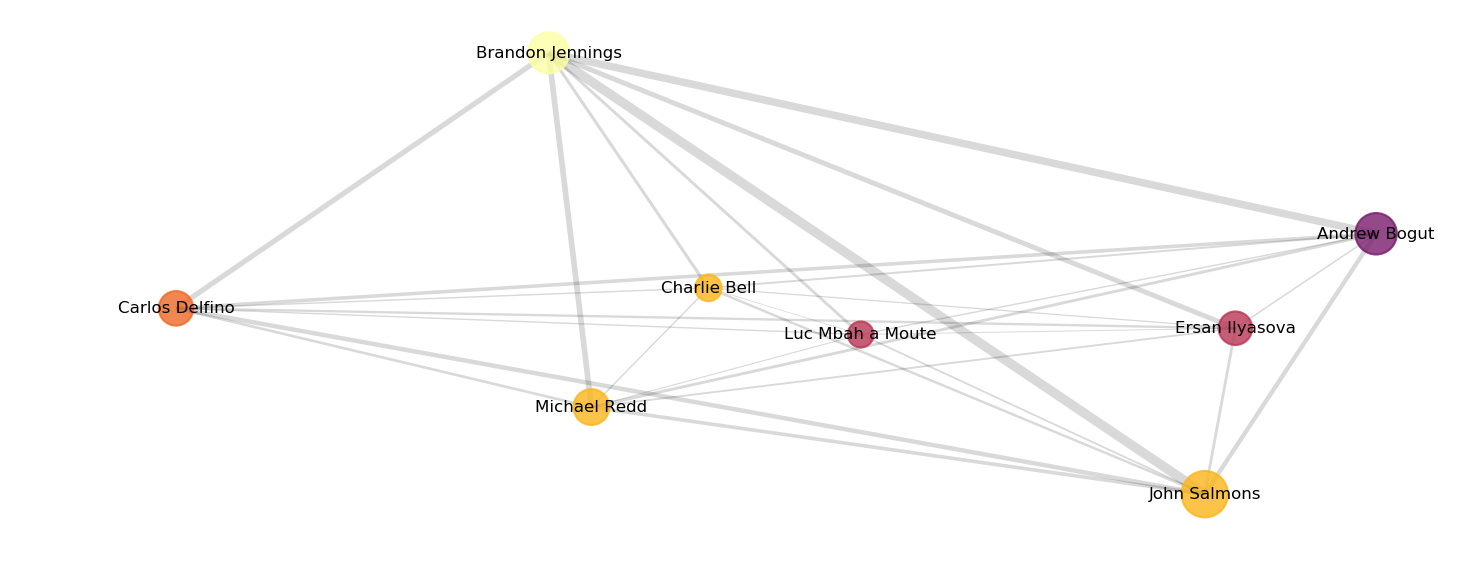 Brandon Jennings
Andrew Bogut
Charlie Bell
Carlos Delfino
Ersan Ilyasova
Luc Mbah a Moute
Michael Redd
John Salmons